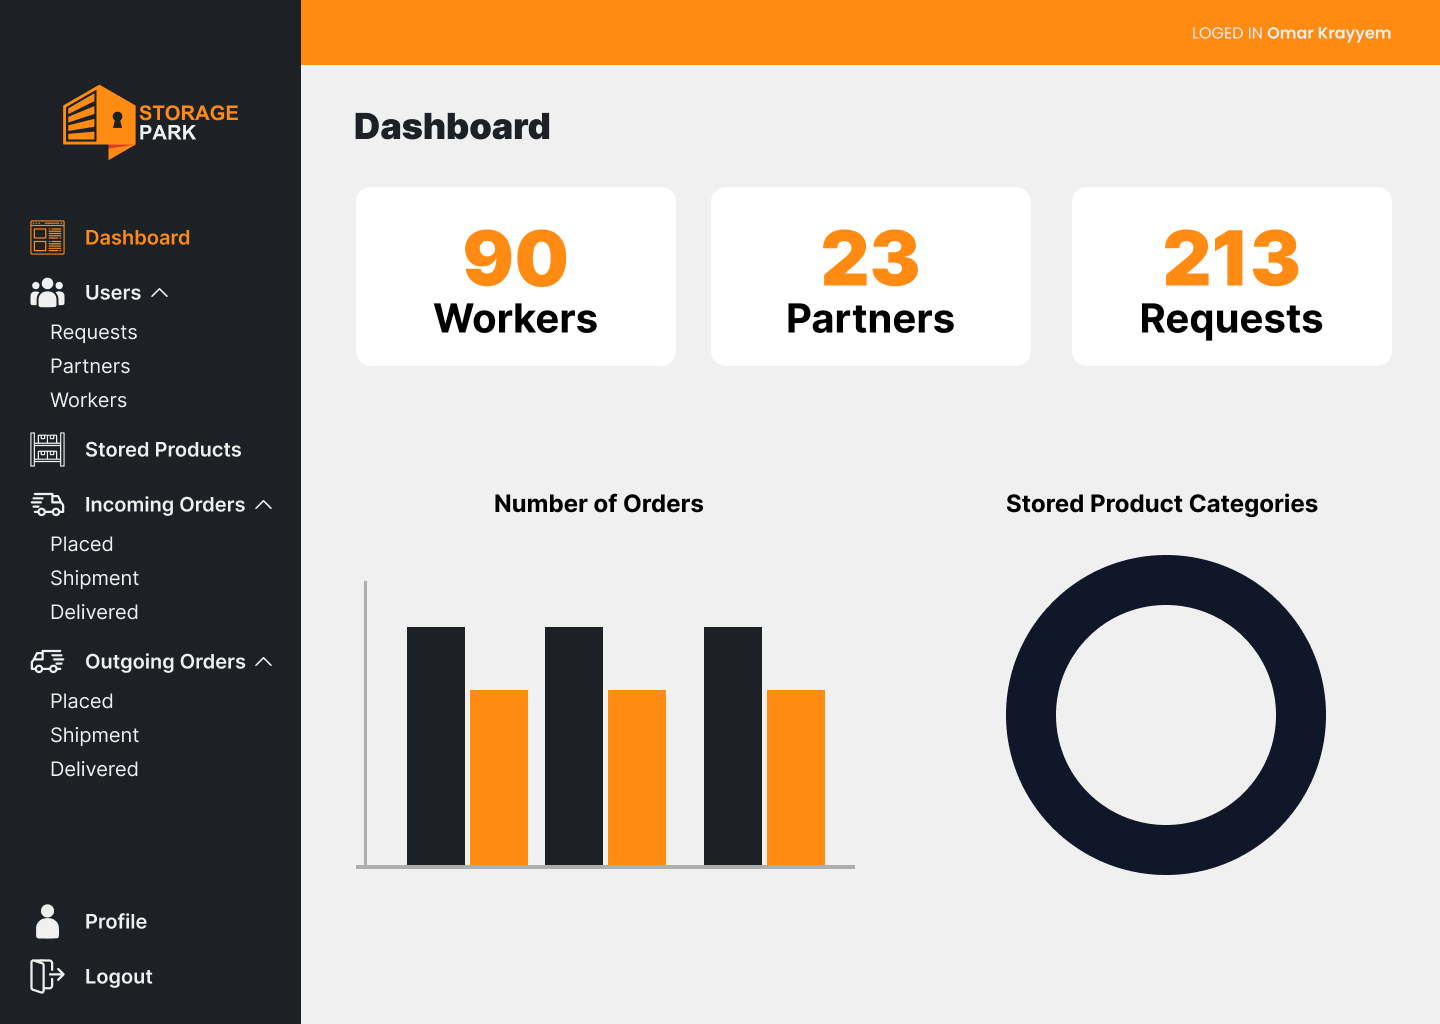 LOGED IN Omar Krayyem
STORAGE
PARK
Dashboard
Users
Requests
Partners
Workers
Stored Products
Incoming Orders
Placed
Shipment
Delivered
Outgoing Orders
Placed
Shipment
Delivered
Profile
Logout
Dashboard
90
Workers
23
Partners
213
Requests
Number of Orders
Stored Product Categories